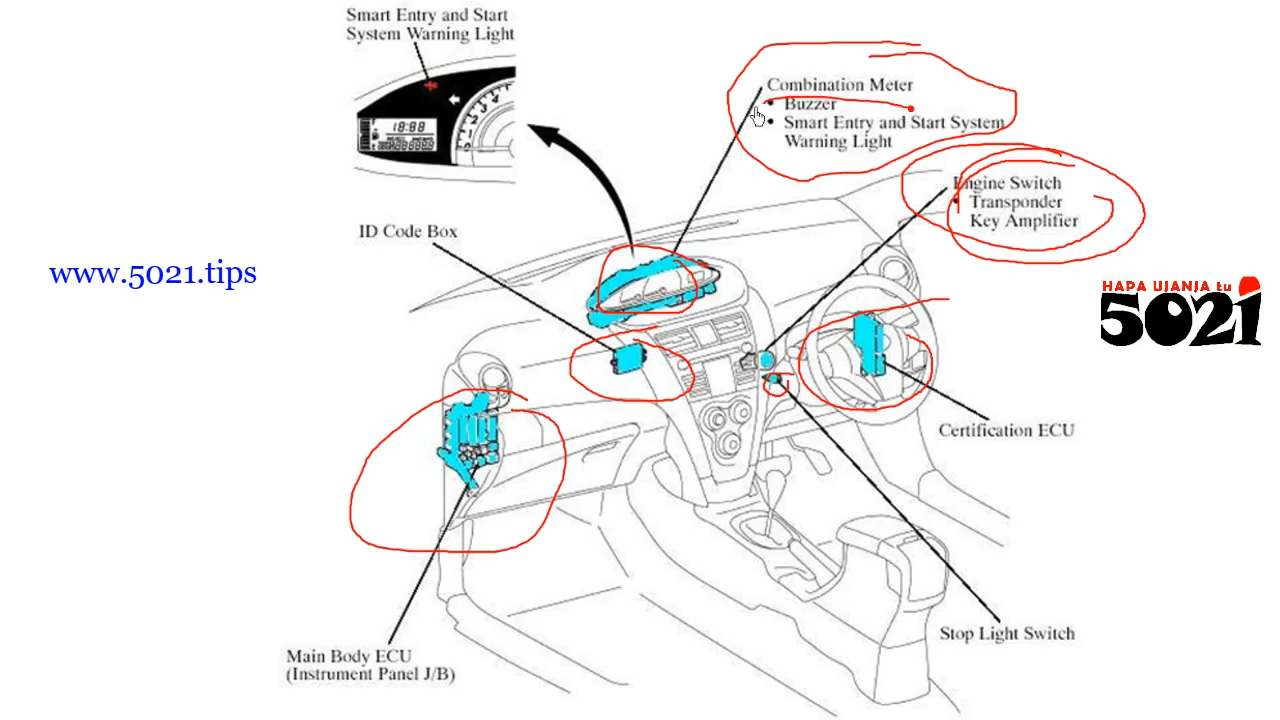 Smart Entry and Start
System Warning Light
Combination Meter
• Buzzer
• Smart Entry and Start System
Warning Light
Engine Switch
• Transponder
Key Amplifier
ID Code Box
www.5021.tips
HAPA UJANJA tu
5021
18:88
Certification ECU
Stop Light Switch
Main Body ECU
(Instrument Panel J/B)